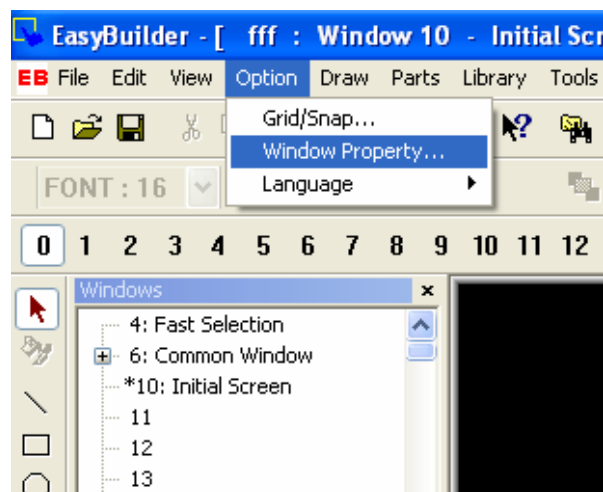 EasyBuilder - [ fff : Window 10 - Initial Scr
EB File Edit View Option Draw Parts Library Tools
Grid/Snap...
Window Property...
Language
FONT : 16
0 1 2 3 4 5 6 7 8 9 10 11 12
Windows
4: Fast Selection
6: Common Window
*10: Initial Screen
11
12
13